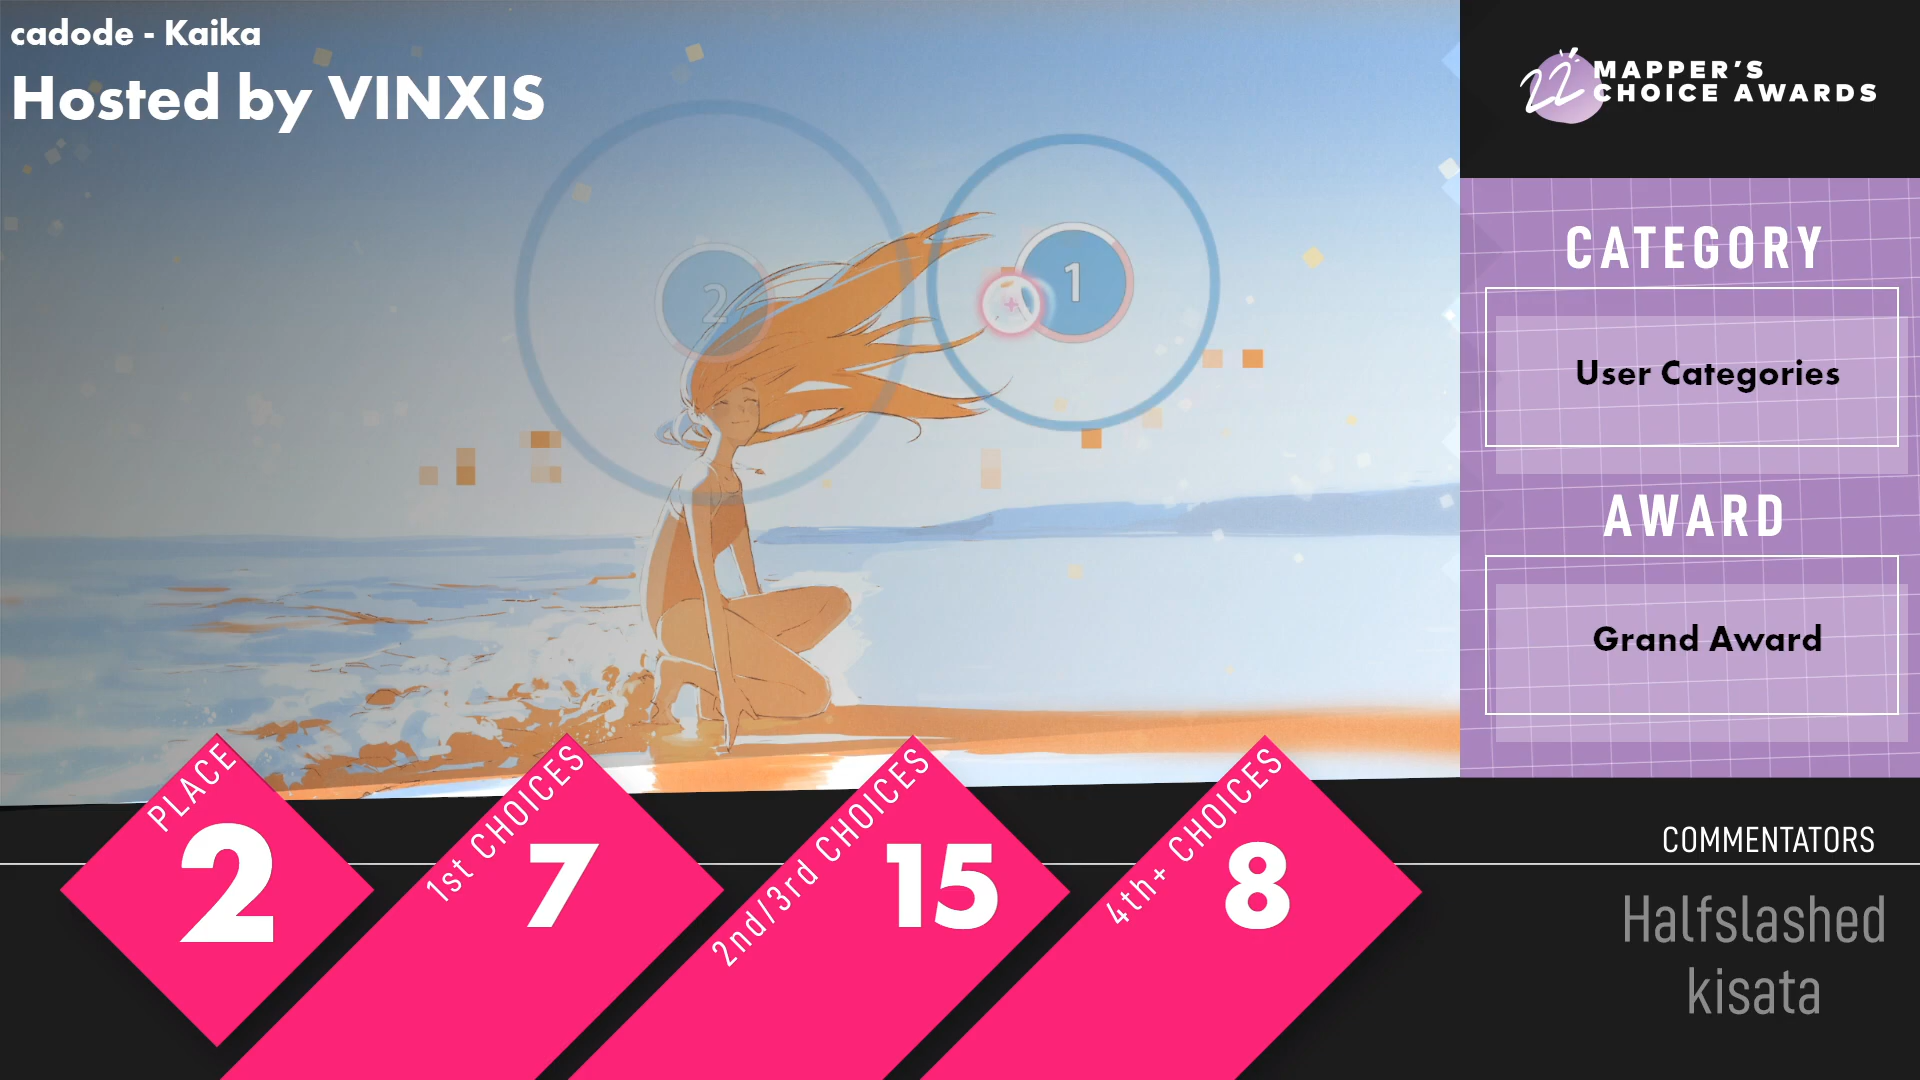 cadode - Kaika
Hosted by VINXIS
22
MAPPER'S
CHOICE AWARDS
2
1
CATEGORY
User Categories
AWARD
Grand Award
PLACE
2
1st CHOICES
7
2nd/3rd CHOICES
15
4th+ CHOICES
8
COMMENTATORS
Halfslashed
kisata